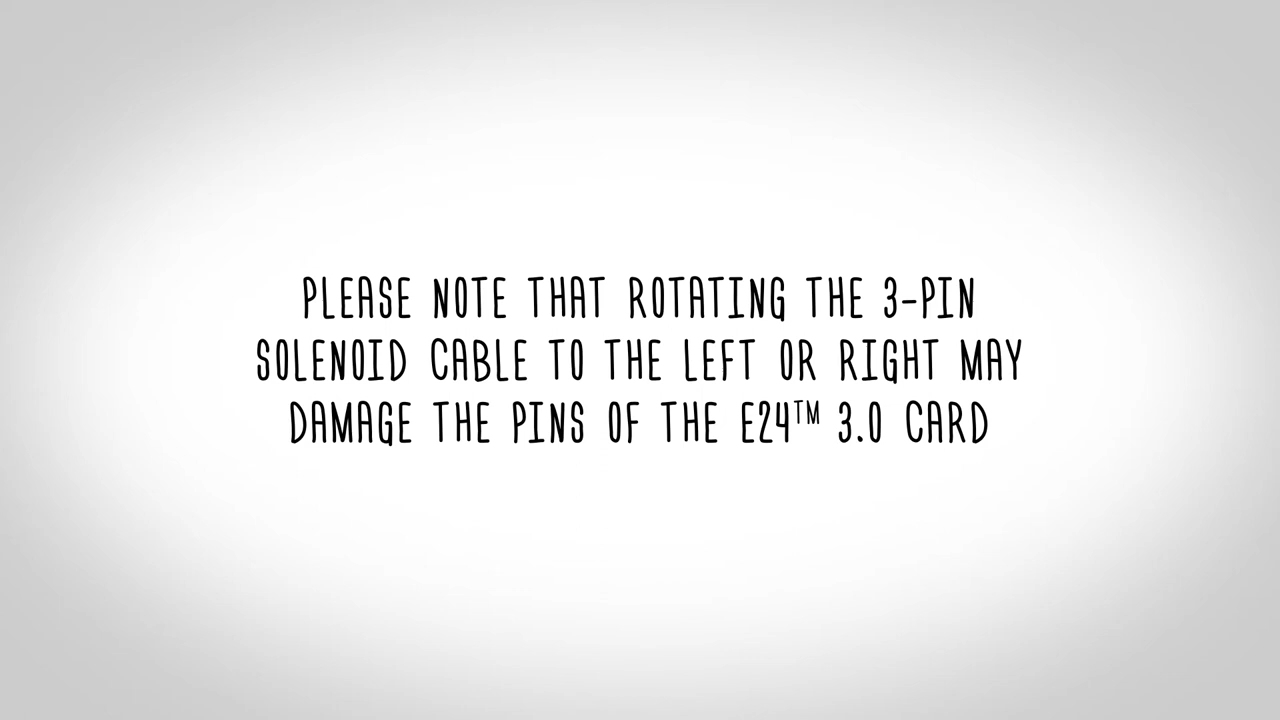 PLEASE NOTE THAT ROTATING THE 3-PIN
SOLENOID CABLE TO THE LEFT OR RIGHT MAY
DAMAGE THE PINS OF THE E24™ 3.0 CARD